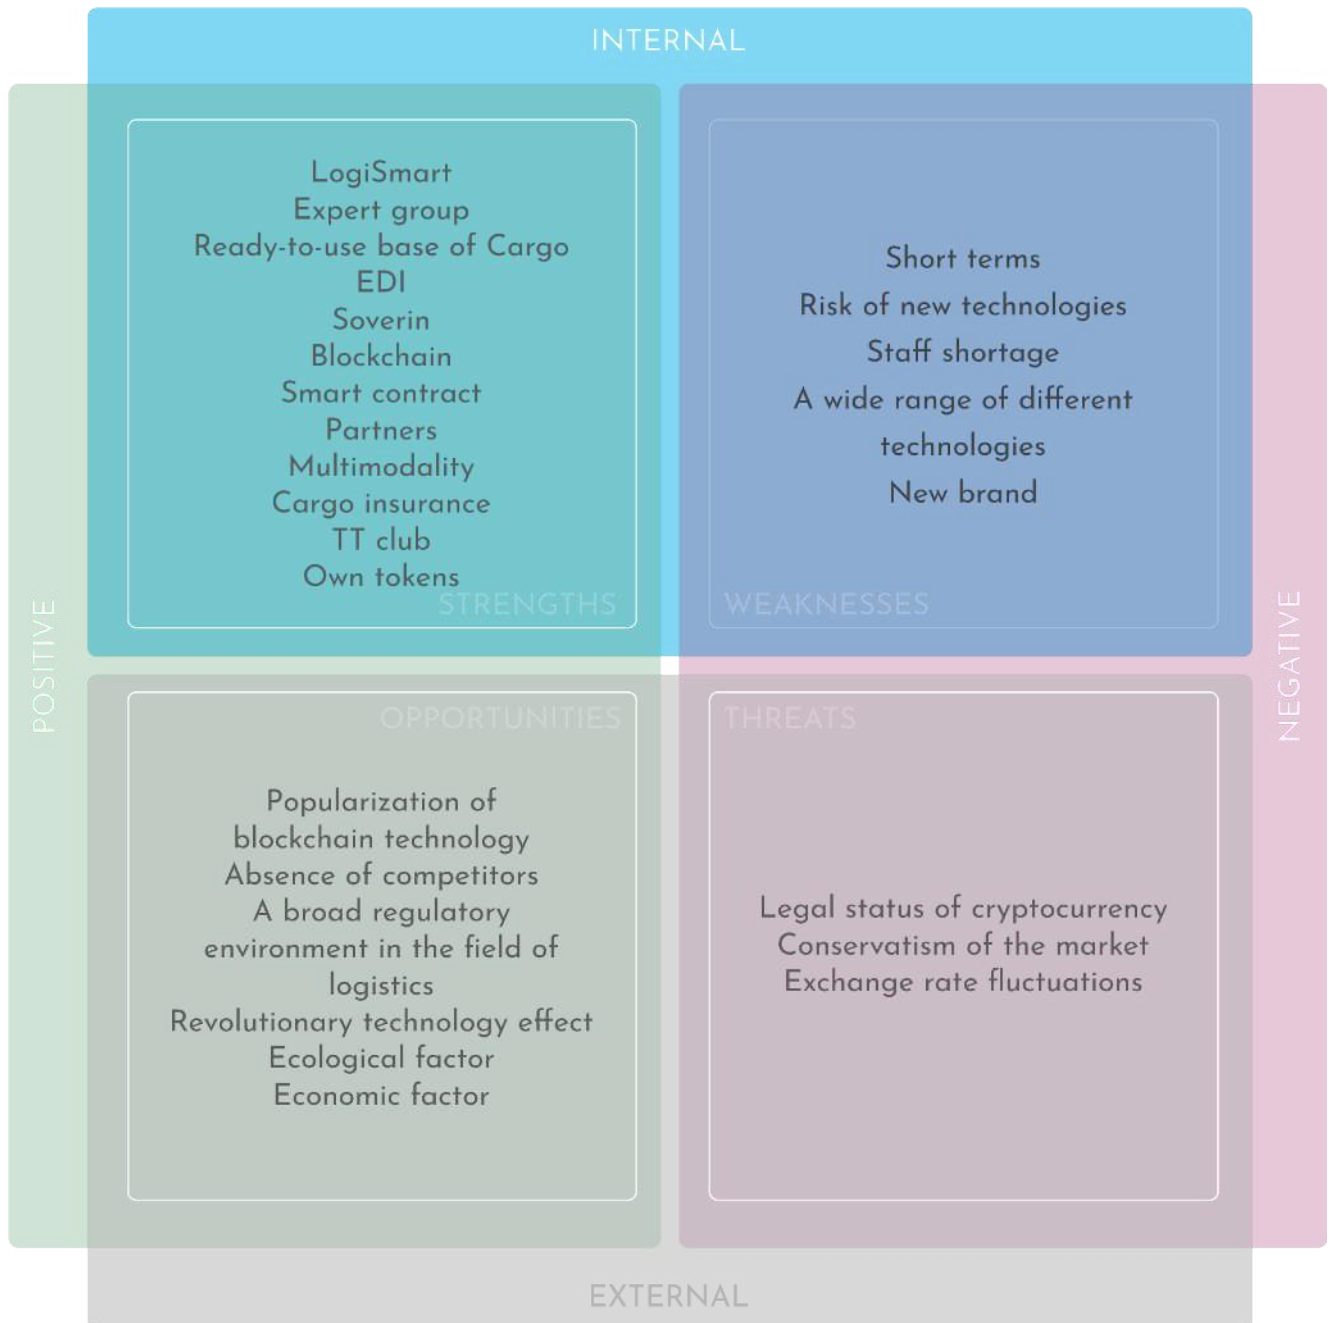 INTERNAL
LogiSmart
Expert group
Ready-to-use base of Cargo
EDI
Soverin
Blockchain
Smart contract
Partners
Multimodality
Cargo insurance
TT club
Own tokens
STRENGTHS
Short terms
Risk of new technologies
Staff shortage
A wide range of different
technologies
New brand
WEAKNESSES
POSITIVE
NEGATIVE
OPPORTUNITIES
Popularization of
blockchain technology
Absence of competitors
A broad regulatory
environment in the field of
logistics
Revolutionary technology effect
Ecological factor
Economic factor
THREATS
Legal status of cryptocurrency
Conservatism of the market
Exchange rate fluctuations
EXTERNAL